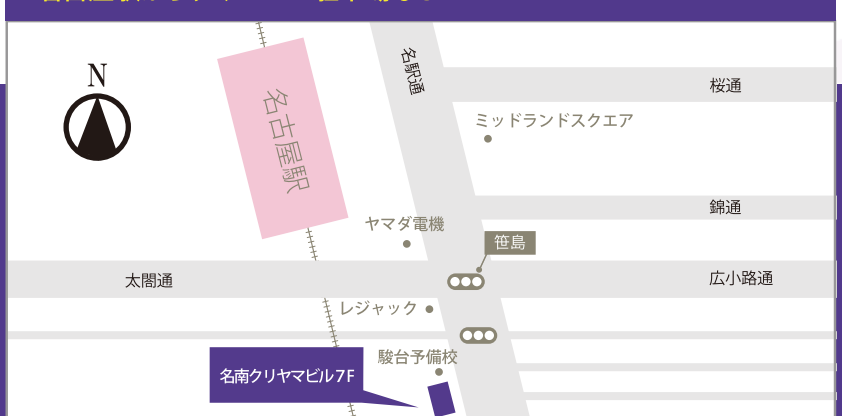 N
名駅通
桜通
ミッドランドスクエア
名古屋駅
錦通
ヤマダ電機
笹島
太閤通
広小路通
レジャック
駿台予備校
名南クリヤマビル7F